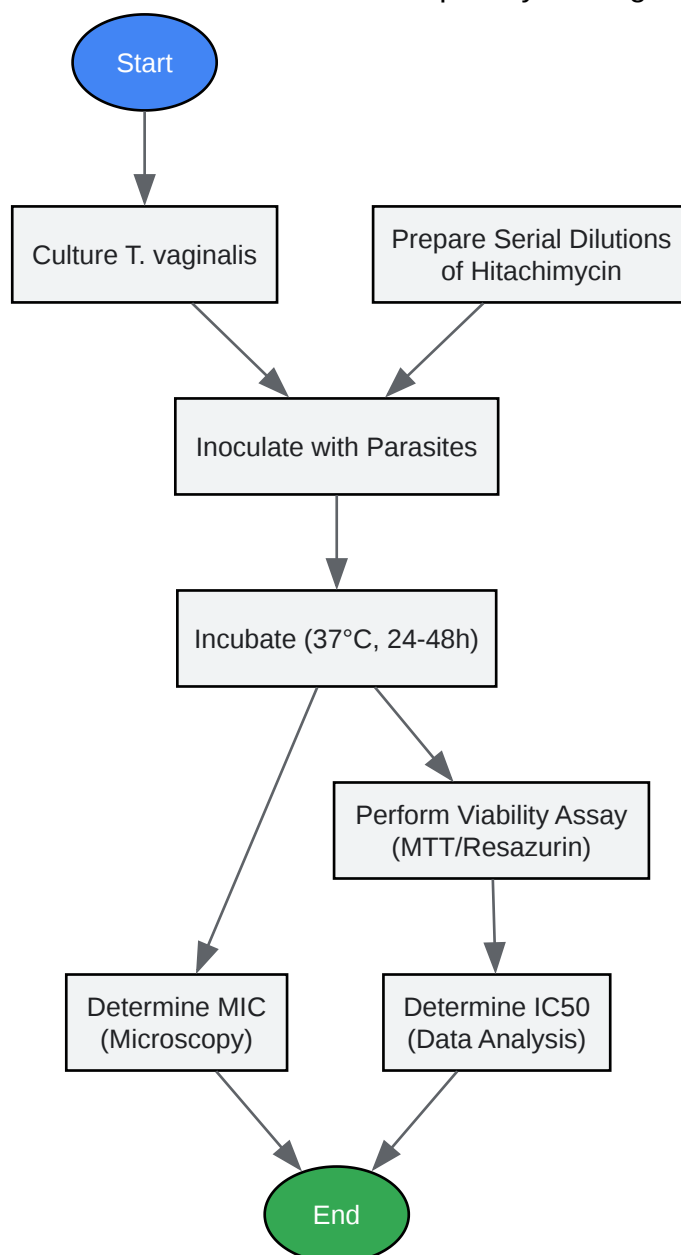 Start
Culture T. vaginalis
Prepare Serial Dilutions
of Hitachimycin
Inoculate with Parasites
Incubate (37°C, 24-48h)
Perform Viability Assay
(MTT/Resazurin)
Determine MIC
(Microscopy)
Determine IC50
(Data Analysis)
End